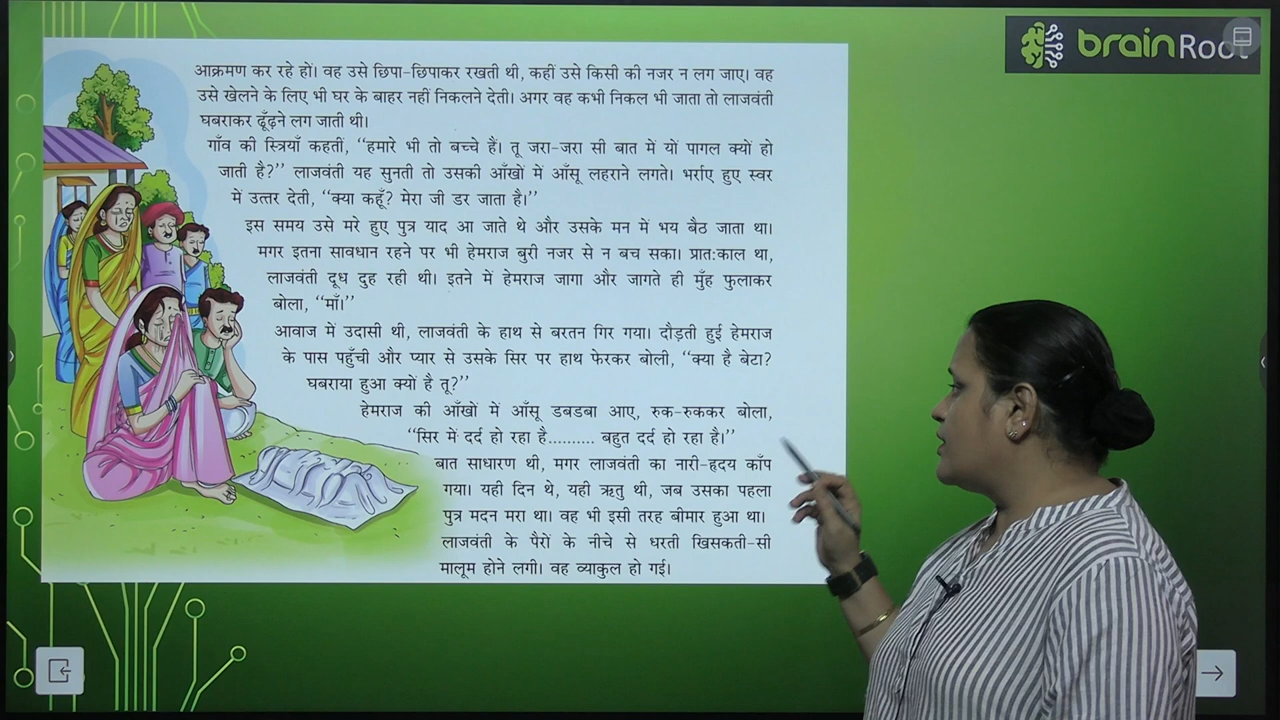 brainRoot
आक्रमण कर रहे हों। वह उसे छिपा-छिपाकर रखती थी, कहीं उसे किसी की नजर न लग जाए। वह
उसे खेलने के लिए भी घर के बाहर नहीं निकलने देती। अगर वह कभी निकल भी जाता तो लाजवंती
घबराकर ढूँढ़ने लग जाती थी।
गाँव की स्त्रियाँ कहतीं, “हमारे भी तो बच्चे हैं। तू जरा-जरा सी बात में यों पागल क्यों हो
जाती है?” लाजवंती यह सुनती तो उसकी आँखों में आँसू लहराने लगते। भर्राए हुए स्वर
में उत्तर देती, “क्या कहूँ? मेरा जी डर जाता है।”
इस समय उसे मरे हुए पुत्र याद आ जाते थे और उसके मन में भय बैठ जाता था।
मगर इतना सावधान रहने पर भी हेमराज बुरी नजर से न बच सका। प्रात:काल था,
लाजवंती दूध दुह रही थी। इतने में हेमराज जागा और जागते ही मुँह फुलाकर
बोला, “माँ।”
आवाज में उदासी थी, लाजवंती के हाथ से बरतन गिर गया। दौड़ती हुई हेमराज
के पास पहुँची और प्यार से उसके सिर पर हाथ फेरकर बोली, “क्या है बेटा?
घबराया हुआ क्यों है तू?”
हेमराज की आँखों में आँसू डबडबा आए, रुक-रुककर बोला,
“सिर में दर्द हो रहा है.......... बहुत दर्द हो रहा है।”
बात साधारण थी, मगर लाजवंती का नारी-हृदय काँप
गया। यही दिन थे, यही ऋतु थी, जब उसका पहला
पुत्र मदन मरा था। वह भी इसी तरह बीमार हुआ था।
लाजवंती के पैरों के नीचे से धरती खिसकती-सी
मालूम होने लगी। वह व्याकुल हो गई।